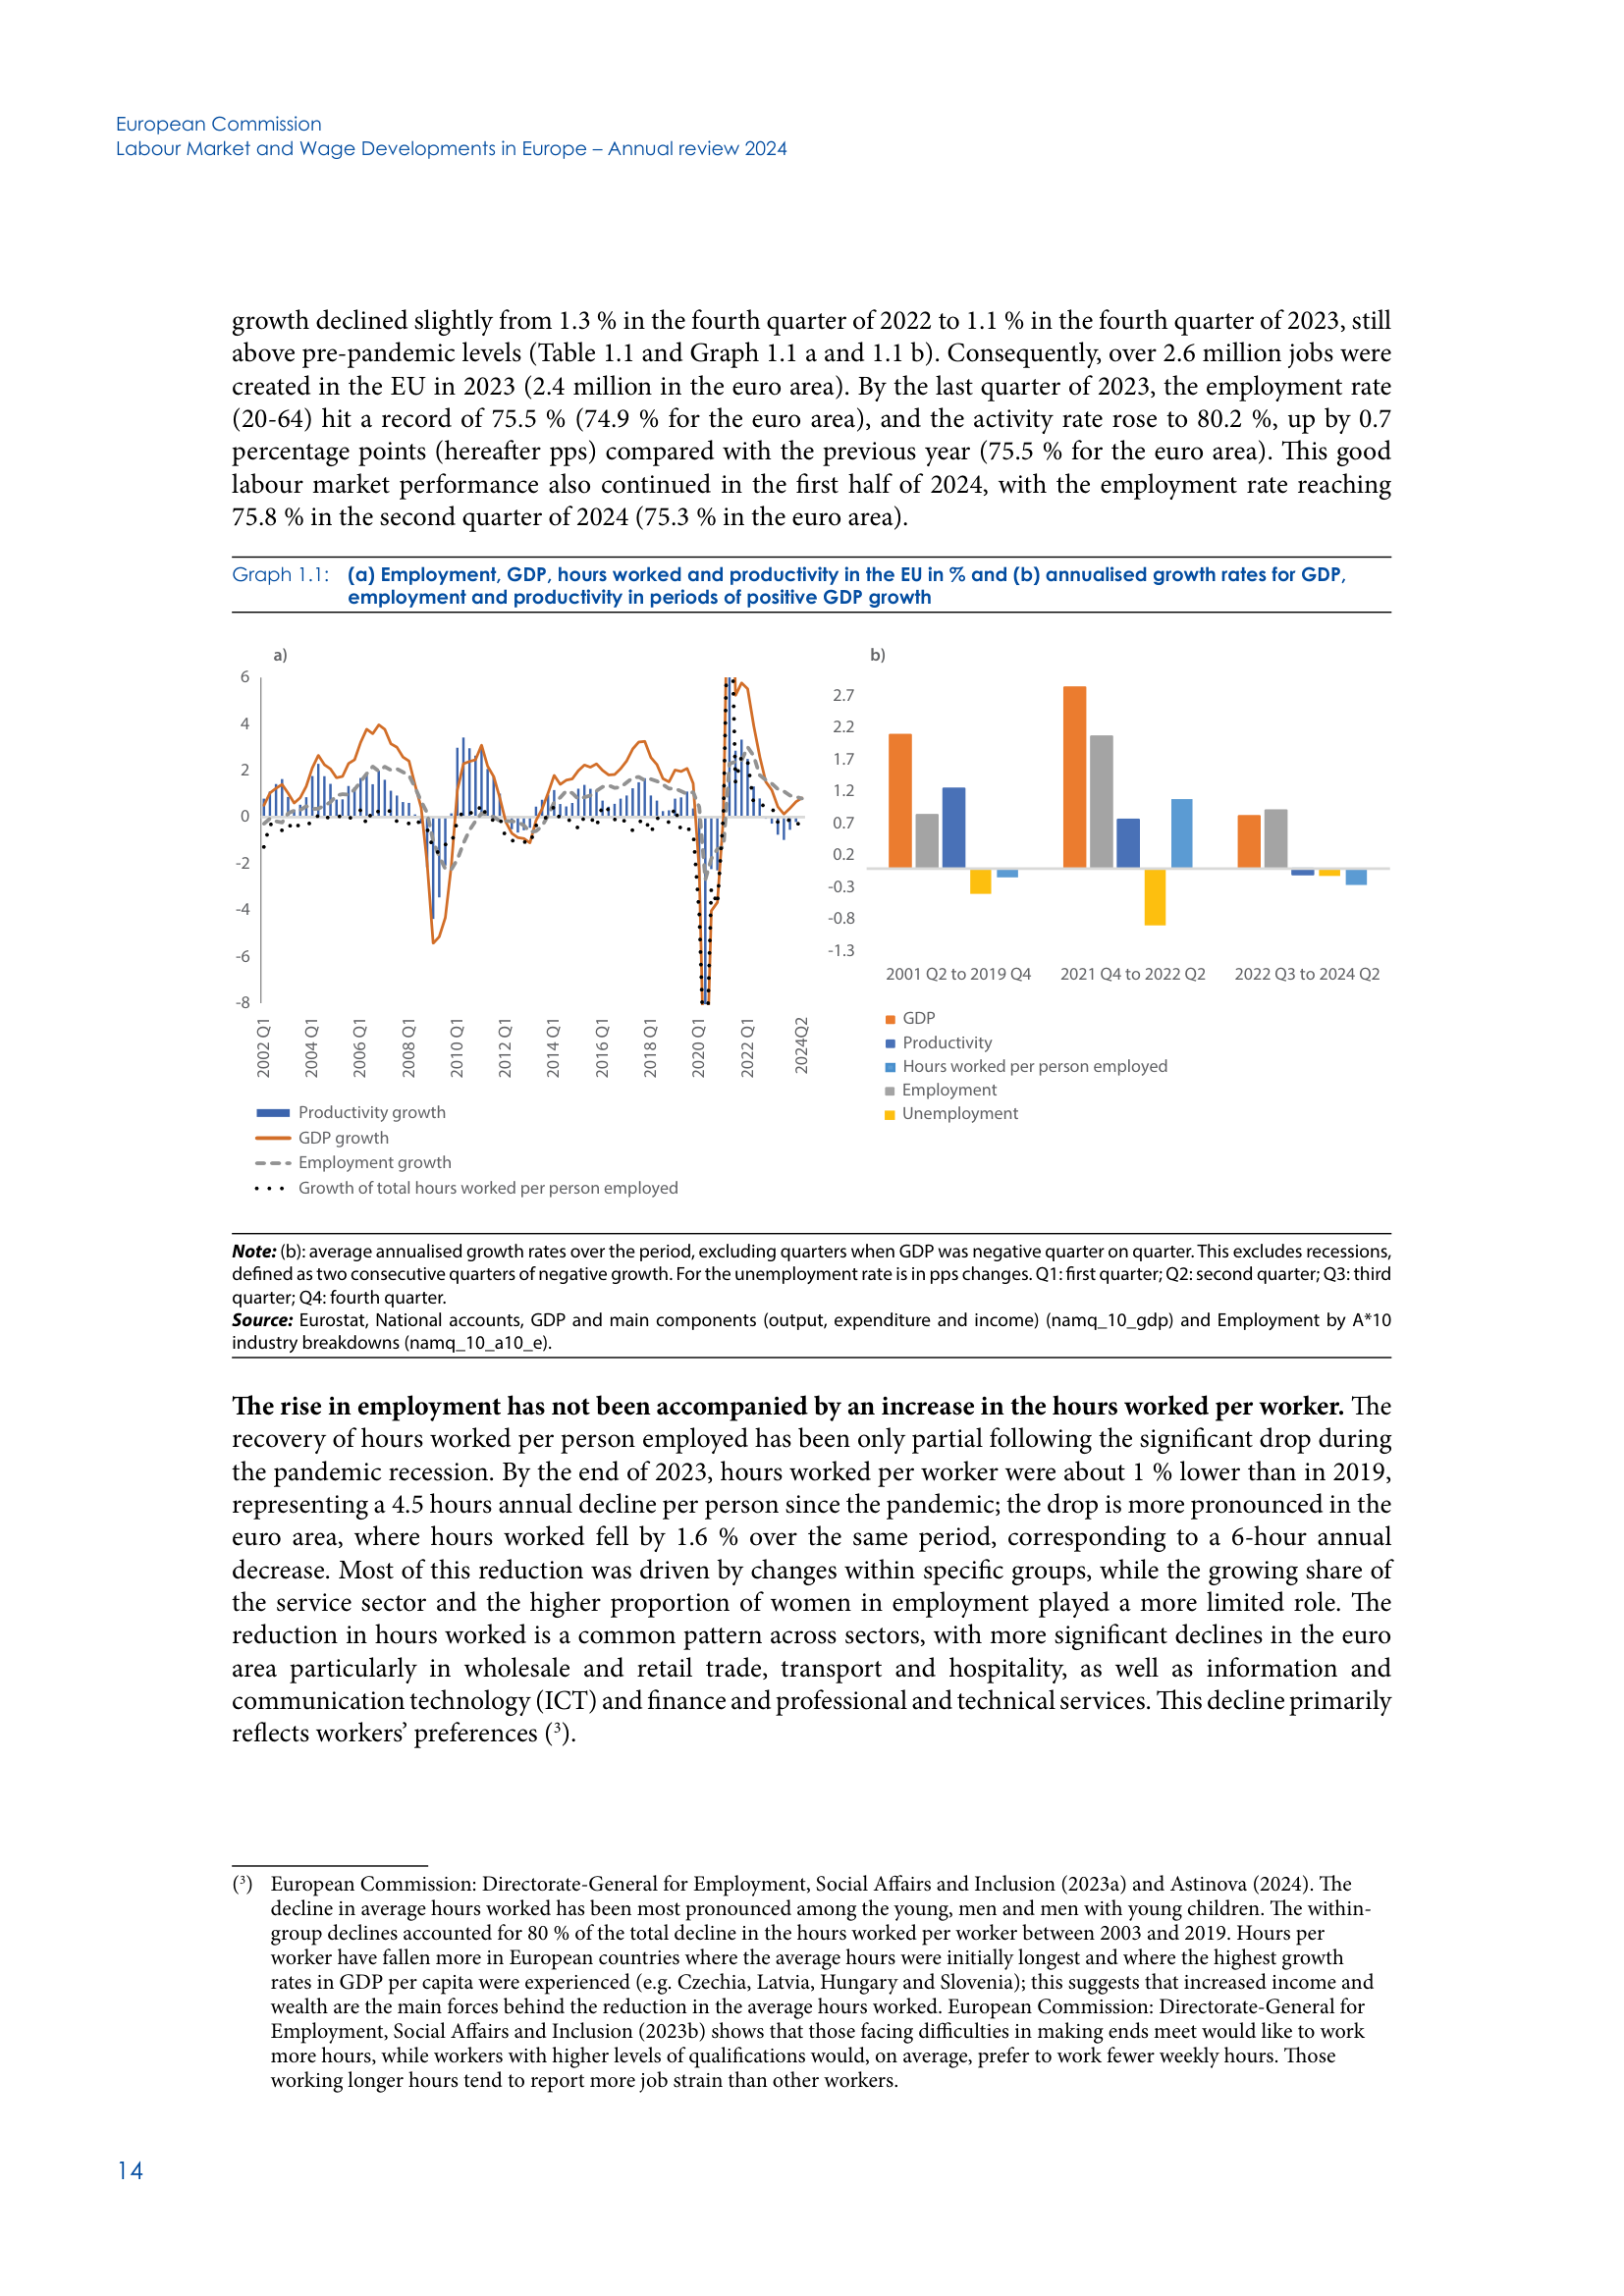 European Commission
Labour Market and Wage Developments in Europe – Annual review 2024
growth declined slightly from 1.3 % in the fourth quarter of 2022 to 1.1 % in the fourth quarter of 2023, still
above pre-pandemic levels (Table 1.1 and Graph 1.1 a and 1.1 b). Consequently, over 2.6 million jobs were
created in the EU in 2023 (2.4 million in the euro area). By the last quarter of 2023, the employment rate
(20-64) hit a record of 75.5 % (74.9 % for the euro area), and the activity rate rose to 80.2 %, up by 0.7
percentage points (hereafter pps) compared with the previous year (75.5 % for the euro area). This good
labour market performance also continued in the first half of 2024, with the employment rate reaching
75.8 % in the second quarter of 2024 (75.3 % in the euro area).
Graph 1.1: (a) Employment, GDP, hours worked and productivity in the EU in % and (b) annualised growth rates for GDP,
employment and productivity in periods of positive GDP growth
a)
6
4
2
0
-2
-4
-6
-8
2002 Q1
2004 Q1
2006 Q1
2008 Q1
2010 Q1
2012 Q1
2014 Q1
2016 Q1
2018 Q1
2020 Q1
2022 Q1
2024Q2
Productivity growth
GDP growth
Employment growth
Growth of total hours worked per person employed
b)
2.7
2.2
1.7
1.2
0.7
0.2
-0.3
-0.8
-1.3
2001 Q2 to 2019 Q4
2021 Q4 to 2022 Q2
2022 Q3 to 2024 Q2
GDP
Productivity
Hours worked per person employed
Employment
Unemployment
Note: (b): average annualised growth rates over the period, excluding quarters when GDP was negative quarter on quarter. This excludes recessions,
defined as two consecutive quarters of negative growth. For the unemployment rate is in pps changes. Q1: first quarter; Q2: second quarter; Q3: third
quarter; Q4: fourth quarter.
Source: Eurostat, National accounts, GDP and main components (output, expenditure and income) (namq_10_gdp) and Employment by A*10
industry breakdowns (namq_10_a10_e).
The rise in employment has not been accompanied by an increase in the hours worked per worker. The
recovery of hours worked per person employed has been only partial following the significant drop during
the pandemic recession. By the end of 2023, hours worked per worker were about 1 % lower than in 2019,
representing a 4.5 hours annual decline per person since the pandemic; the drop is more pronounced in the
euro area, where hours worked fell by 1.6 % over the same period, corresponding to a 6-hour annual
decrease. Most of this reduction was driven by changes within specific groups, while the growing share of
the service sector and the higher proportion of women in employment played a more limited role. The
reduction in hours worked is a common pattern across sectors, with more significant declines in the euro
area particularly in wholesale and retail trade, transport and hospitality, as well as information and
communication technology (ICT) and finance and professional and technical services. This decline primarily
reflects workers’ preferences (³).
(³) European Commission: Directorate-General for Employment, Social Affairs and Inclusion (2023a) and Astinova (2024). The
decline in average hours worked has been most pronounced among the young, men and men with young children. The within-
group declines accounted for 80 % of the total decline in the hours worked per worker between 2003 and 2019. Hours per
worker have fallen more in European countries where the average hours were initially longest and where the highest growth
rates in GDP per capita were experienced (e.g. Czechia, Latvia, Hungary and Slovenia); this suggests that increased income and
wealth are the main forces behind the reduction in the average hours worked. European Commission: Directorate-General for
Employment, Social Affairs and Inclusion (2023b) shows that those facing difficulties in making ends meet would like to work
more hours, while workers with higher levels of qualifications would, on average, prefer to work fewer weekly hours. Those
working longer hours tend to report more job strain than other workers.
14